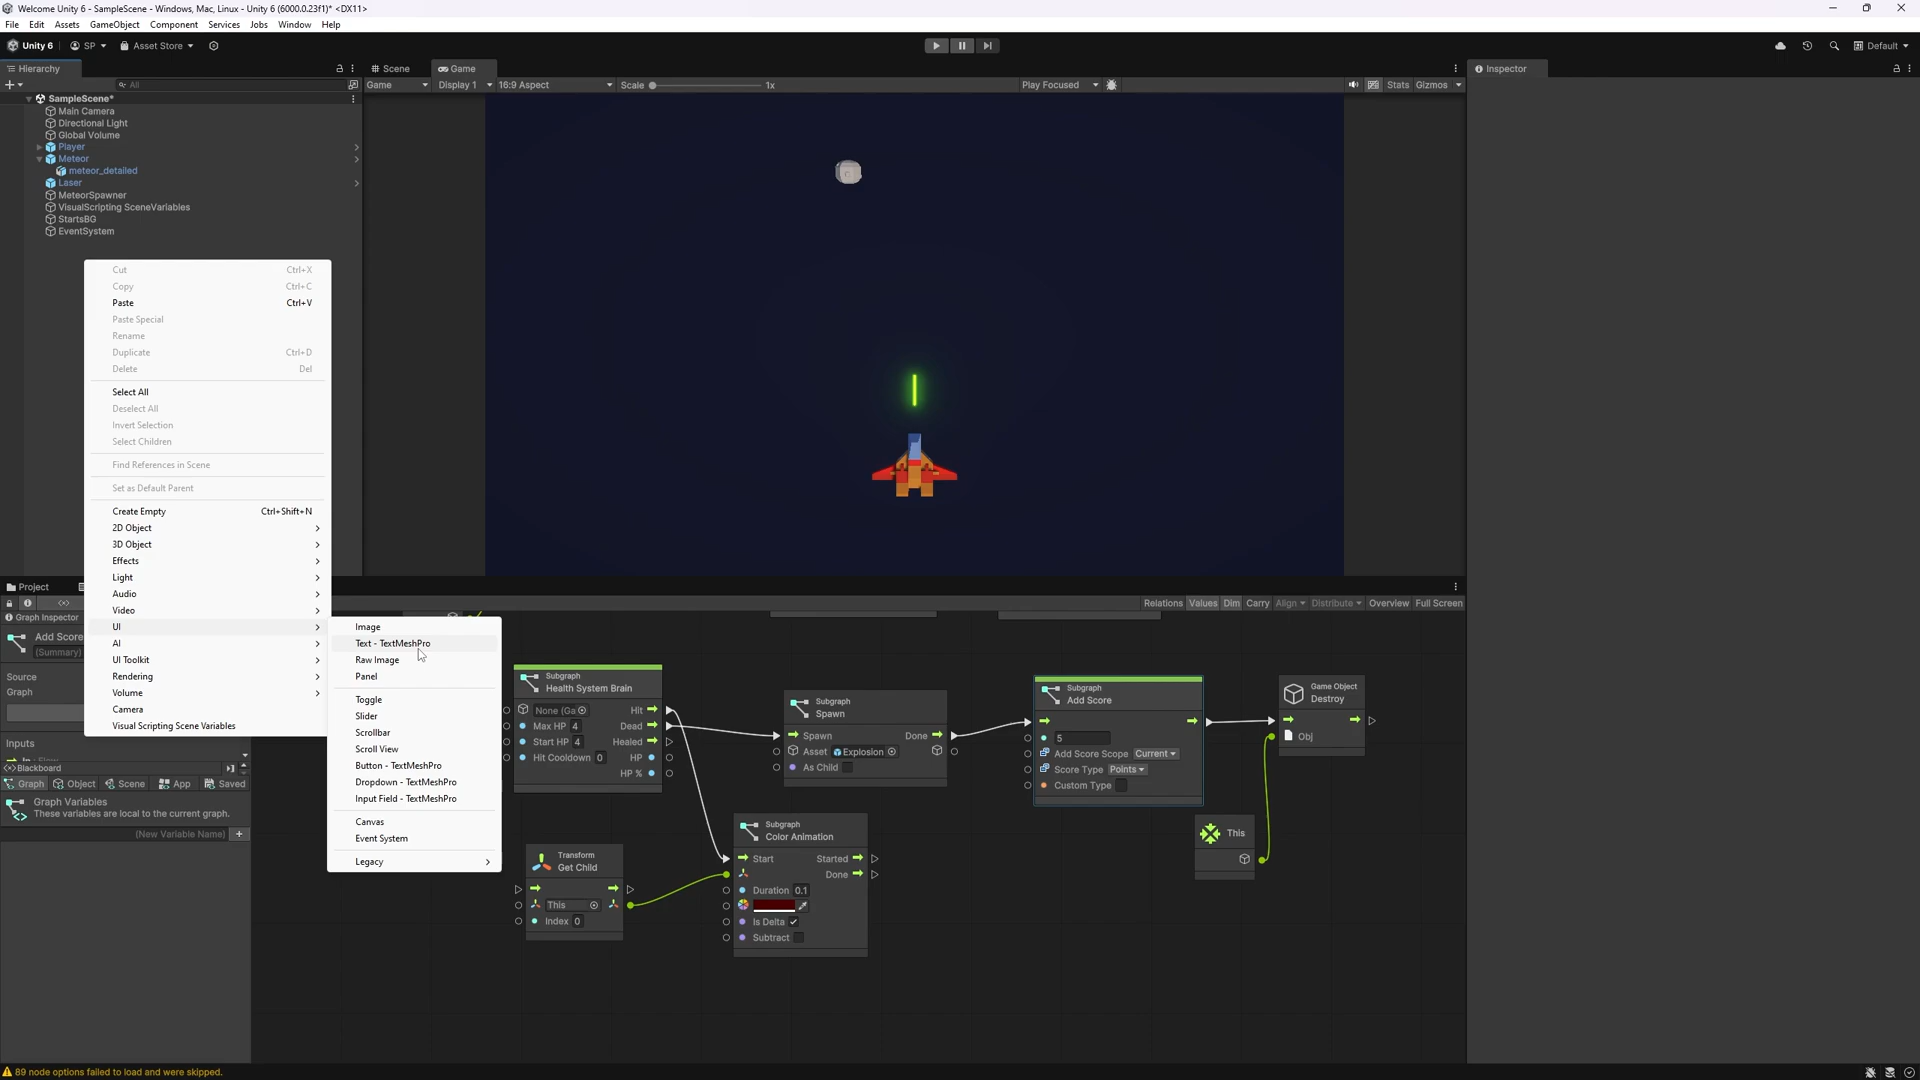 Welcome Unity 6 - SampleScene - Windows, Mac, Linux - Unity 6 (6000.0.23f1)* <DX11>
File Edit Assets GameObject Component Services Jobs Window Help
Unity 6 SP Asset Store Default
Hierarchy
Scene Game Inspector
All
Game Display 1 16:9 Aspect Scale 1x Play Focused Stats Gizmos
SampleScene*
Main Camera
Directional Light
Global Volume
Player
Meteor
meteor_detailed
Laser
MeteorSpawner
VisualScripting SceneVariables
StartsBG
EventSystem
Cut Ctrl+X
Copy Ctrl+C
Paste Ctrl+V
Paste Special
Rename
Duplicate Ctrl+D
Delete Del
Select All
Deselect All
Invert Selection
Select Children
Find References in Scene
Set as Default Parent
Create Empty Ctrl+Shift+N
2D Object
3D Object
Effects
Light
Audio
Video
UI
AI
UI Toolkit
Rendering
Volume
Camera
Visual Scripting Scene Variables
Image
Text - TextMeshPro
Raw Image
Panel
Toggle
Slider
Scrollbar
Scroll View
Button - TextMeshPro
Dropdown - TextMeshPro
Input Field - TextMeshPro
Canvas
Event System
Legacy
Project
Relations Values Dim Carry Align Distribute Overview Full Screen
Graph Inspector
Add Score
(Summary)
Source
Graph
Inputs
Blackboard
Graph Object Scene App Saved
Graph Variables
These variables are local to the current graph.
(New Variable Name) +
Subgraph
Health System Brain
None (Ga Hit
Max HP 4 Dead
Start HP 4 Healed
Hit Cooldown 0 HP
HP %
Subgraph
Spawn
Spawn Done
Asset Explosion
As Child
Subgraph
Add Score
5
Add Score Scope Current
Score Type Points
Custom Type
Game Object
Destroy
Obj
This
Transform
Get Child
This
Index 0
Subgraph
Color Animation
Start Started
Done
Duration 0.1
Is Delta
Subtract
89 node options failed to load and were skipped.